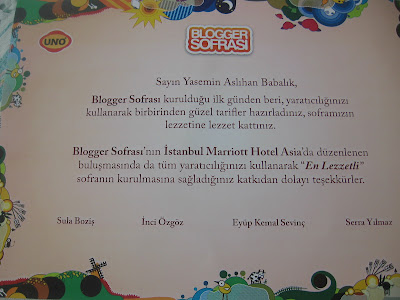 UNO
BLOGGER
SOFRASI
Sayın Yasemin Aslıhan Babalık,
Blogger Sofrası kurulduğu ilk günden beri, yaratıcılığınızı
kullanarak birbirinden güzel tarifler hazırladınız, soframızın
lezzetine lezzet kattınız.
Blogger Sofrası'nın İstanbul Marriott Hotel Asia'da düzenlenen
buluşmasında da tüm yaratıcılığınızı kullanarak "En Lezzetli"
sofranın kurulmasına sağladığınız katkıdan dolayı teşekkürler.
Sula Boziş İnci Özgöz Eyüp Kemal Sevinç Serra Yılmaz